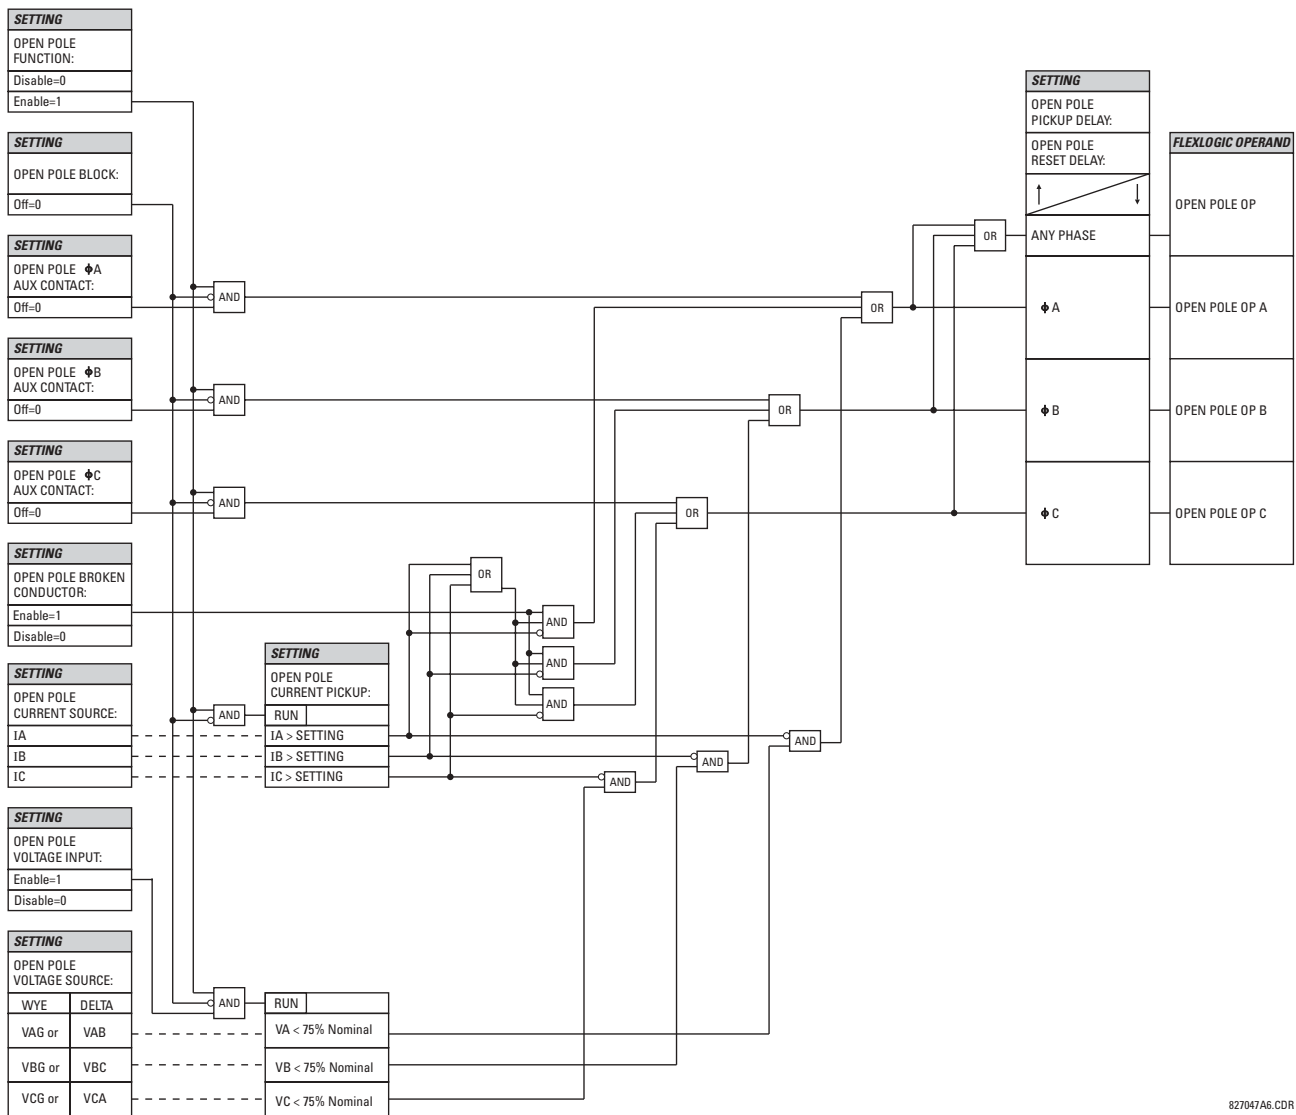 SETTING
OPEN POLE
FUNCTION:
Disable=0
Enable=1
SETTING
OPEN POLE BLOCK:
Off=0
SETTING
OPEN POLE ϕA
AUX CONTACT:
Off=0
SETTING
OPEN POLE ϕB
AUX CONTACT:
Off=0
SETTING
OPEN POLE ϕC
AUX CONTACT:
Off=0
SETTING
OPEN POLE BROKEN
CONDUCTOR:
Enable=1
Disable=0
SETTING
OPEN POLE
CURRENT SOURCE:
IA
IB
IC
SETTING
OPEN POLE
VOLTAGE INPUT:
Enable=1
Disable=0
SETTING
OPEN POLE
VOLTAGE SOURCE:
WYE DELTA
VAG or VAB
VBG or VBC
VCG or VCA
AND
AND
AND
AND
AND
SETTING
OPEN POLE
CURRENT PICKUP:
RUN
IA > SETTING
IB > SETTING
IC > SETTING
RUN
VA < 75% Nominal
VB < 75% Nominal
VC < 75% Nominal
OR
AND
AND
AND
AND
AND
AND
OR
OR
OR
OR
SETTING
OPEN POLE
PICKUP DELAY:
OPEN POLE
RESET DELAY:
ANY PHASE
ϕA
ϕB
ϕC
FLEXLOGIC OPERAND
OPEN POLE OP
OPEN POLE OP A
OPEN POLE OP B
OPEN POLE OP C
827047A6.CDR